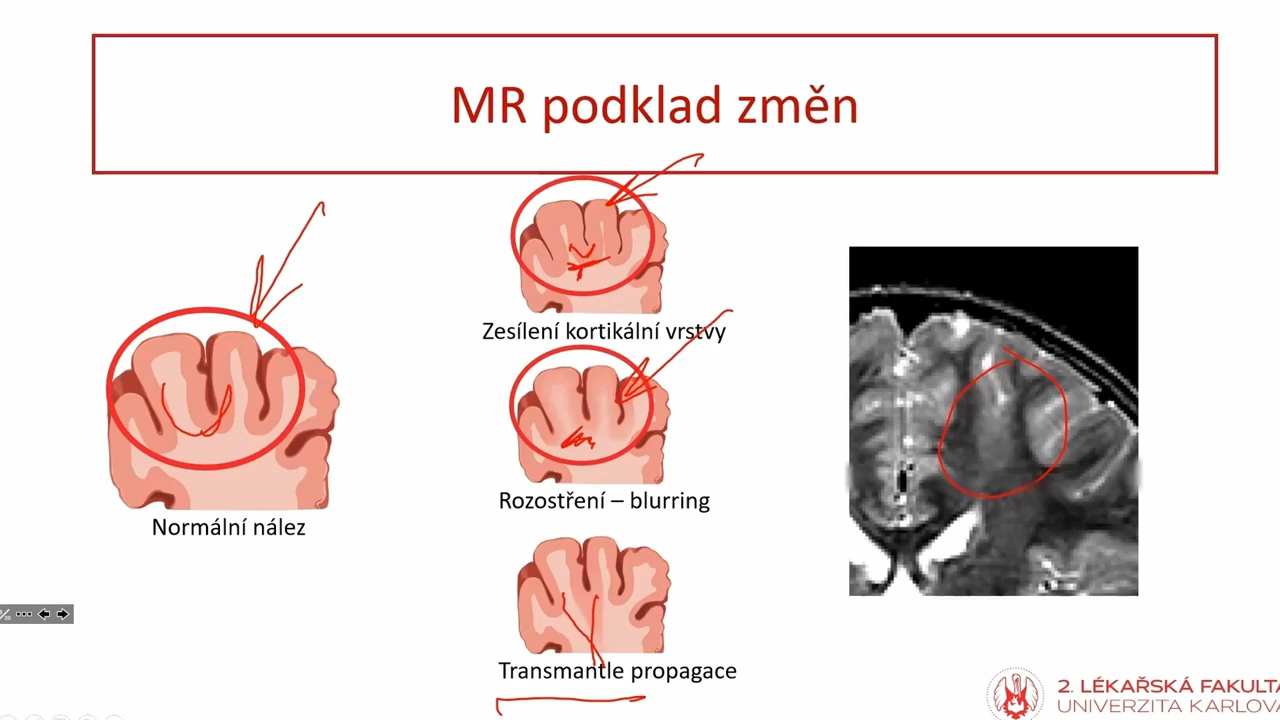 MR podklad změn
Zesílení kortikální vrstvy
Rozostření – blurring
Normální nález
Transmantle propagace
2. LÉKAŘSKÁ FAKULTA
UNIVERZITA KARLOVA